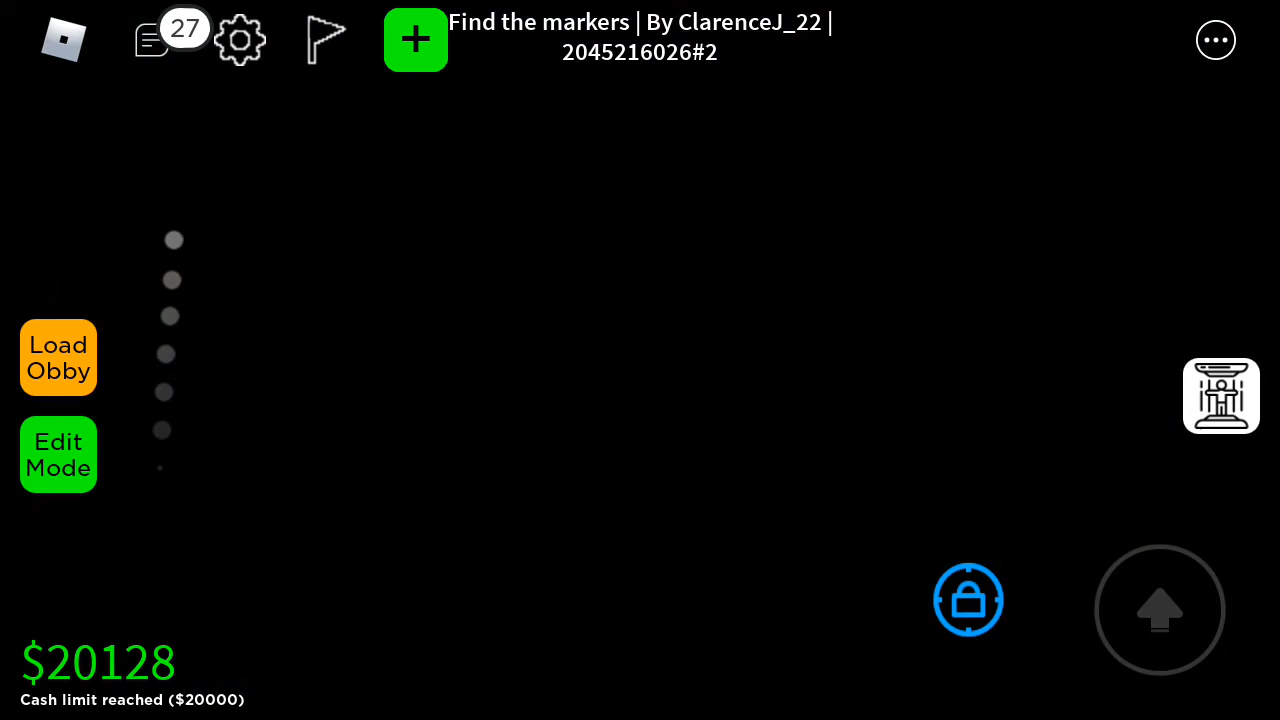 27
Find the markers | By ClarenceJ_22 |
2045216026#2
Load
Obby
Edit
Mode
$20128
Cash limit reached ($20000)